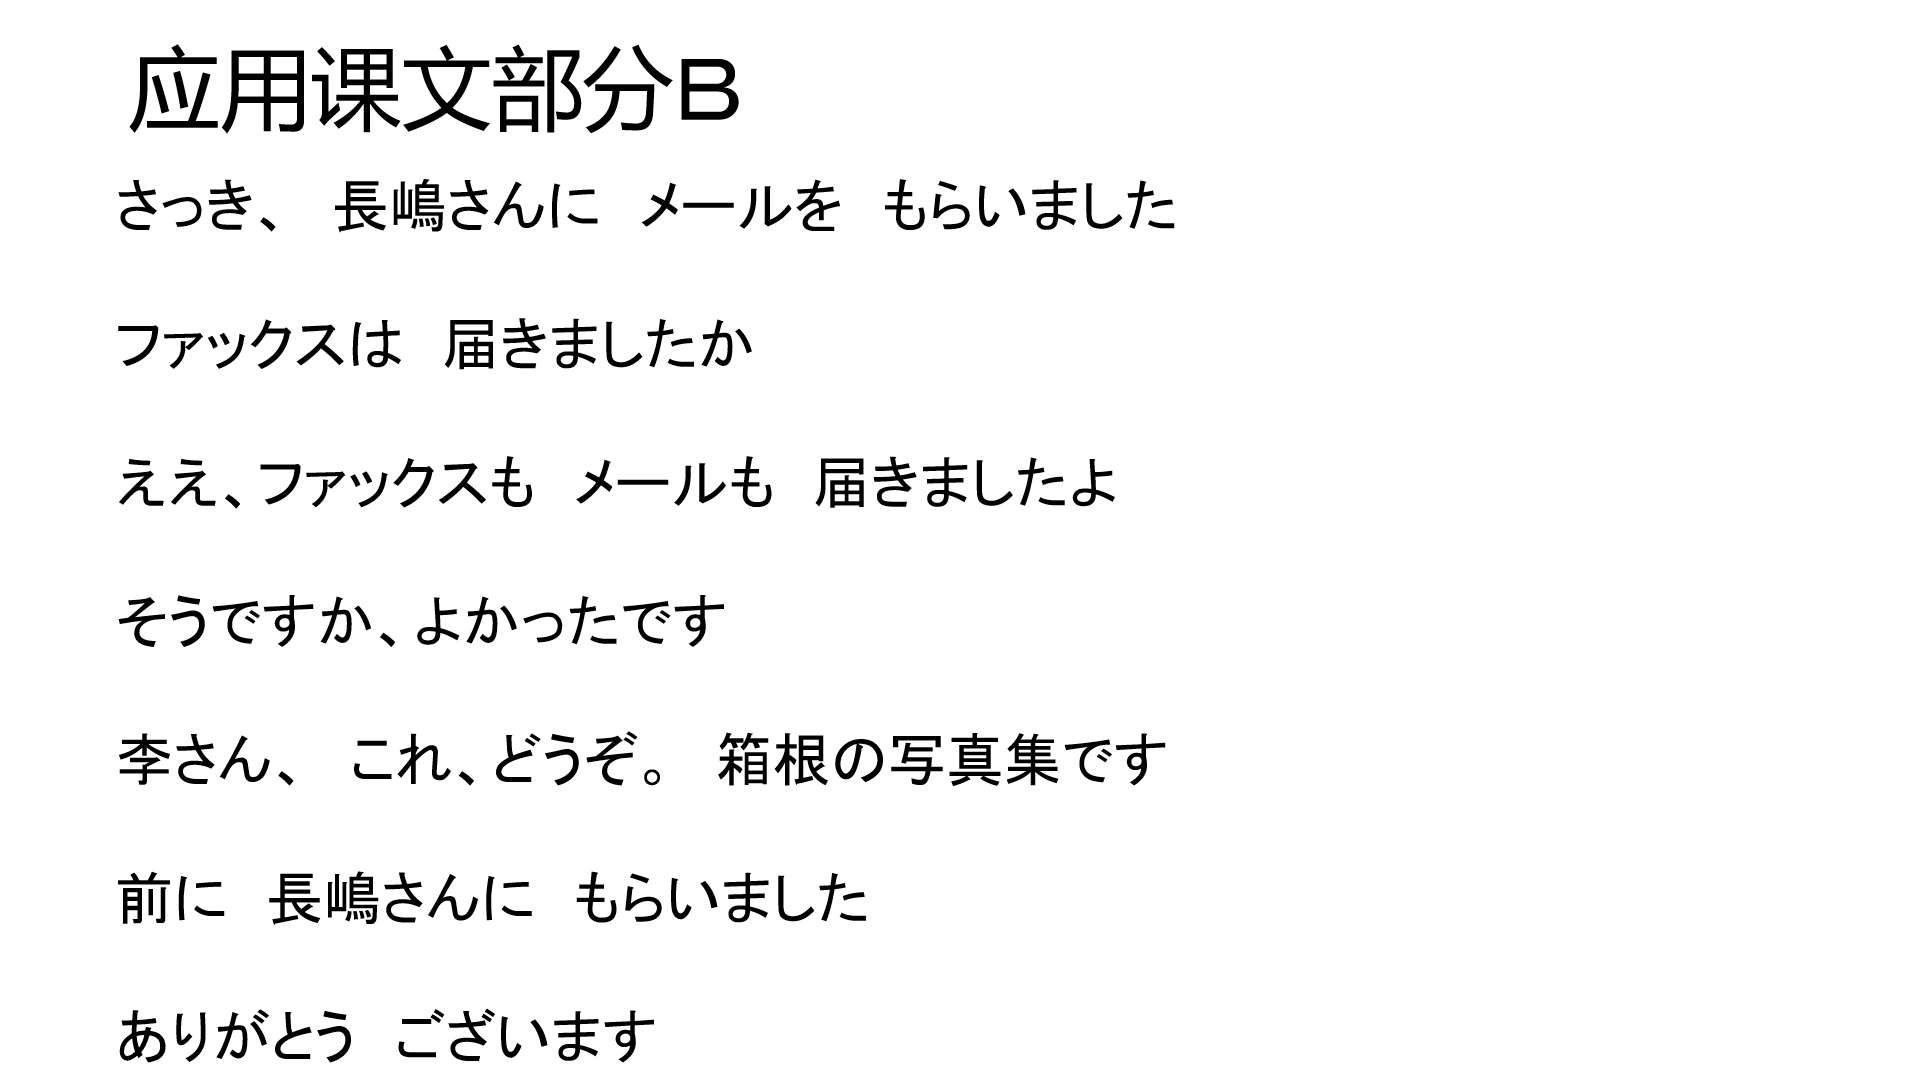 应用课文部分B
さっき、　長嶋さんに　メールを　もらいました
ファックスは　届きましたか
ええ、ファックスも　メールも　届きましたよ
そうですか、よかったです
李さん、　これ、どうぞ。　箱根の写真集です
前に　長嶋さんに　もらいました
ありがとう　ございます